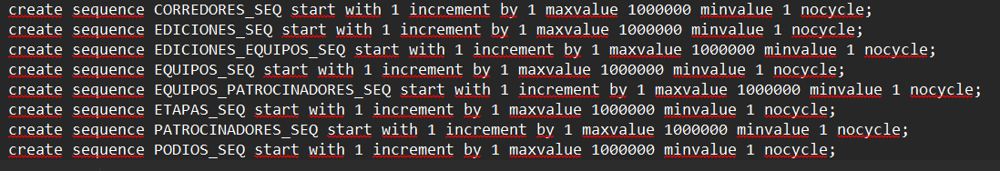 create sequence CORREDORES_SEQ start with 1 increment by 1 maxvalue 1000000 minvalue 1 nocycle;
create sequence EDICIONES_SEQ start with 1 increment by 1 maxvalue 1000000 minvalue 1 nocycle;
create sequence EDICIONES_EQUIPOS_SEQ start with 1 increment by 1 maxvalue 1000000 minvalue 1 nocycle;
create sequence EQUIPOS_SEQ start with 1 increment by 1 maxvalue 1000000 minvalue 1 nocycle;
create sequence EQUIPOS_PATROCINADORES_SEQ start with 1 increment by 1 maxvalue 1000000 minvalue 1 nocycle;
create sequence ETAPAS_SEQ start with 1 increment by 1 maxvalue 1000000 minvalue 1 nocycle;
create sequence PATROCINADORES_SEQ start with 1 increment by 1 maxvalue 1000000 minvalue 1 nocycle;
create sequence PODIOS_SEQ start with 1 increment by 1 maxvalue 1000000 minvalue 1 nocycle;